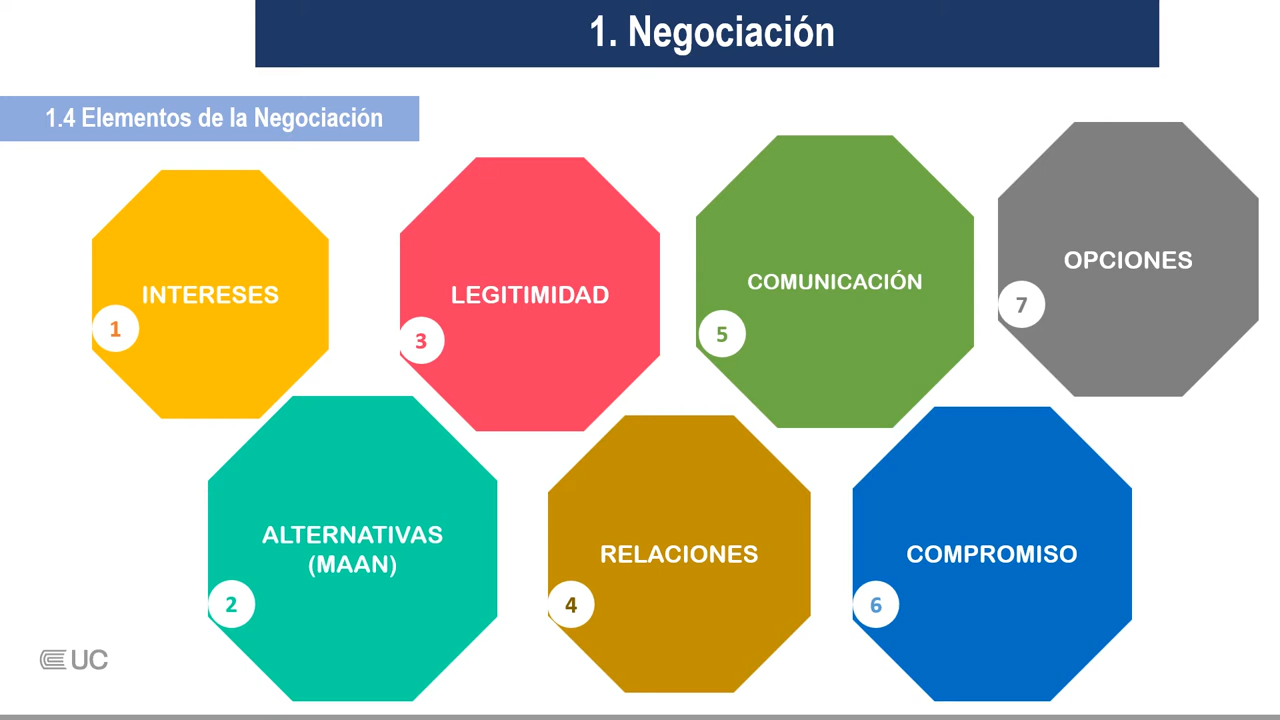 1. Negociación
1.4 Elementos de la Negociación
INTERESES
1
ALTERNATIVAS
(MAAN)
2
LEGITIMIDAD
3
RELACIONES
4
COMUNICACIÓN
5
COMPROMISO
6
OPCIONES
7
UC